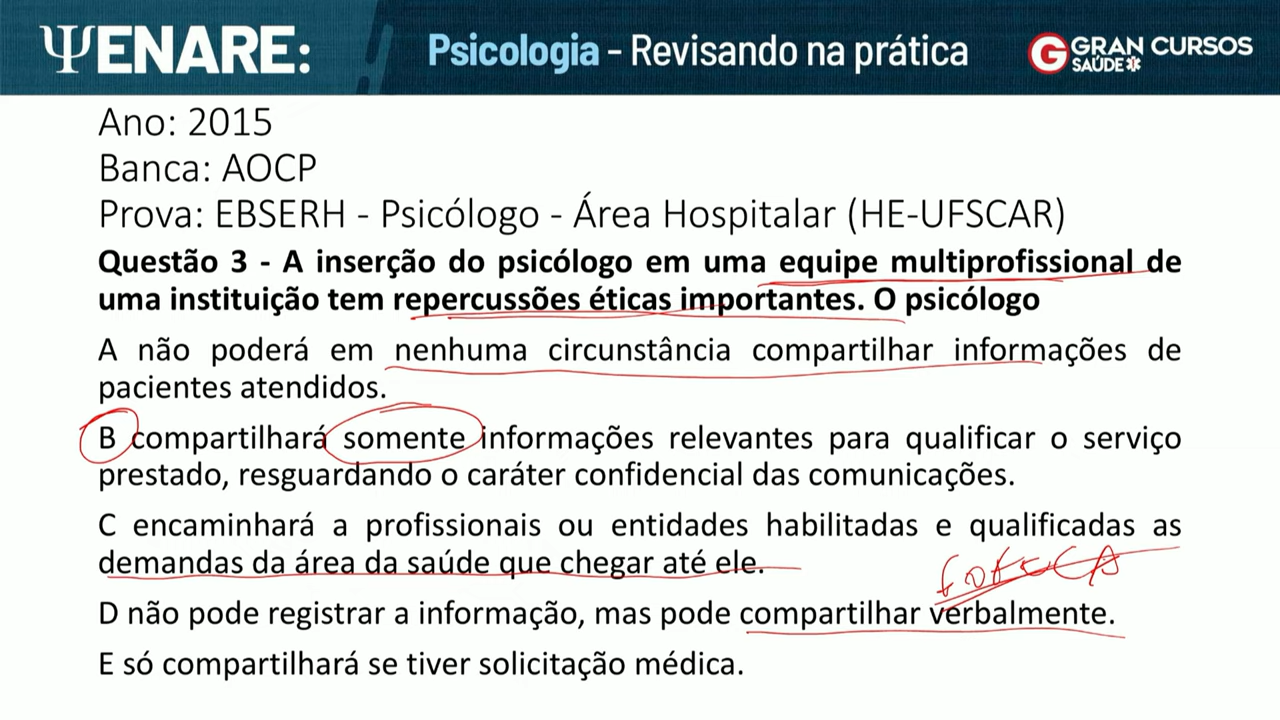 ΨENARE:
Psicologia – Revisando na prática
GRAN CURSOS
SAÚDE
Ano: 2015
Banca: AOCP
Prova: EBSERH - Psicólogo - Área Hospitalar (HE-UFSCAR)
Questão 3 - A inserção do psicólogo em uma equipe multiprofissional de
uma instituição tem repercussões éticas importantes. O psicólogo
A não poderá em nenhuma circunstância compartilhar informações de
pacientes atendidos.
B compartilhará somente informações relevantes para qualificar o serviço
prestado, resguardando o caráter confidencial das comunicações.
C encaminhará a profissionais ou entidades habilitadas e qualificadas as
demandas da área da saúde que chegar até ele.
D não pode registrar a informação, mas pode compartilhar verbalmente.
E só compartilhará se tiver solicitação médica.